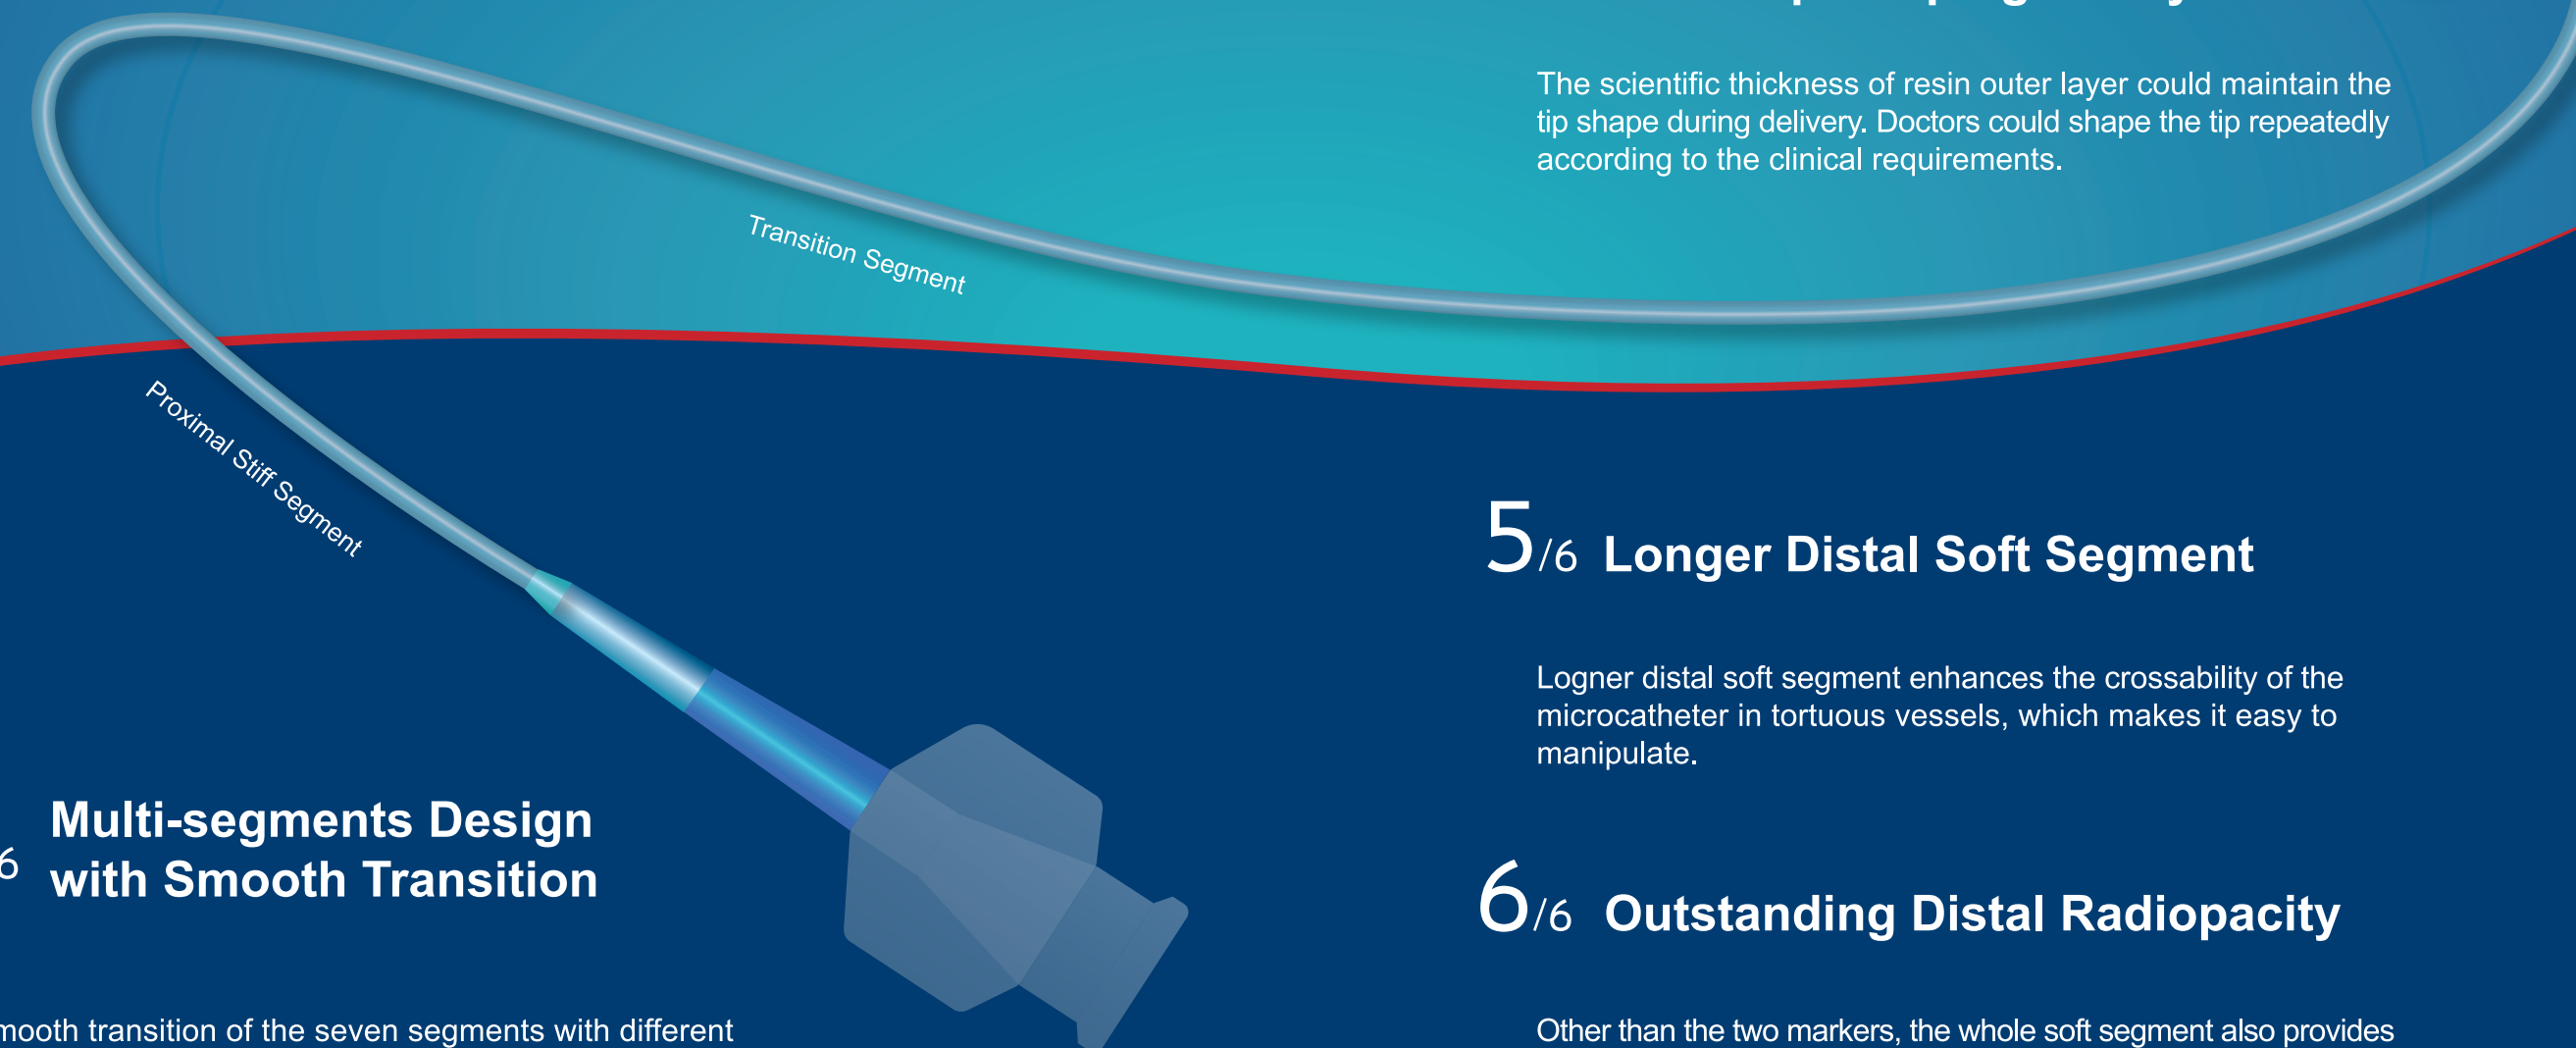 The scientific thickness of resin outer layer could maintain the
tip shape during delivery. Doctors could shape the tip repeatedly
according to the clinical requirements.
Transition Segment
Proximal Stiff Segment
5/6 Longer Distal Soft Segment
Logner distal soft segment enhances the crossability of the
microcatheter in tortuous vessels, which makes it easy to
manipulate.
6 Multi-segments Design
with Smooth Transition
transition of the seven segments with different
6/6 Outstanding Distal Radiopacity
Other than the two markers, the whole soft segment also provides